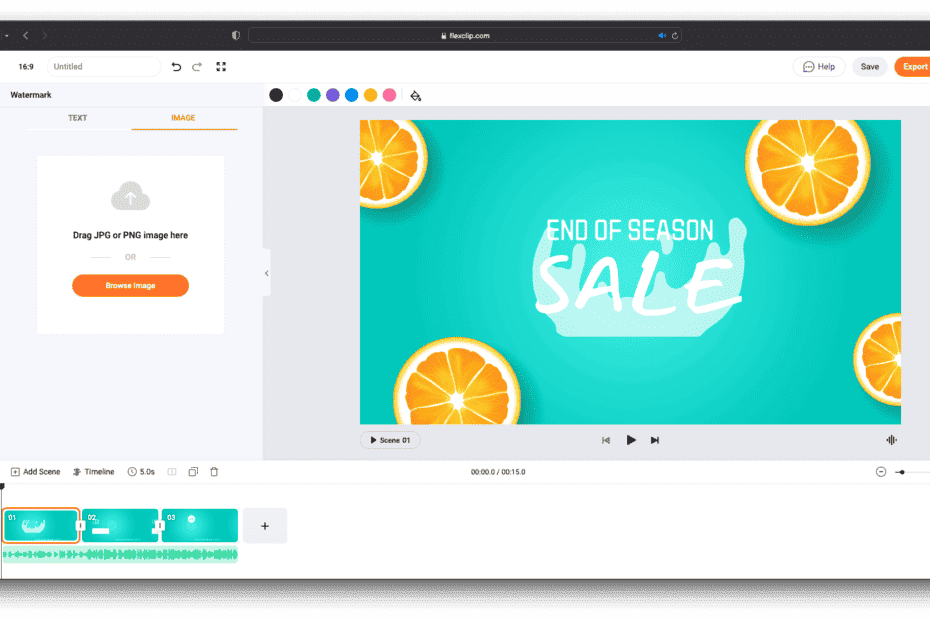 flexclip.com
16:9
Untitled
Help
Save
Export
Watermark
TEXT
IMAGE
Drag JPG or PNG image here
OR
Browse Image
END OF SEASON
SALE
Scene 01
Add Scene
Timeline
5.0s
00:00.0 / 00:15.0
01
02
03